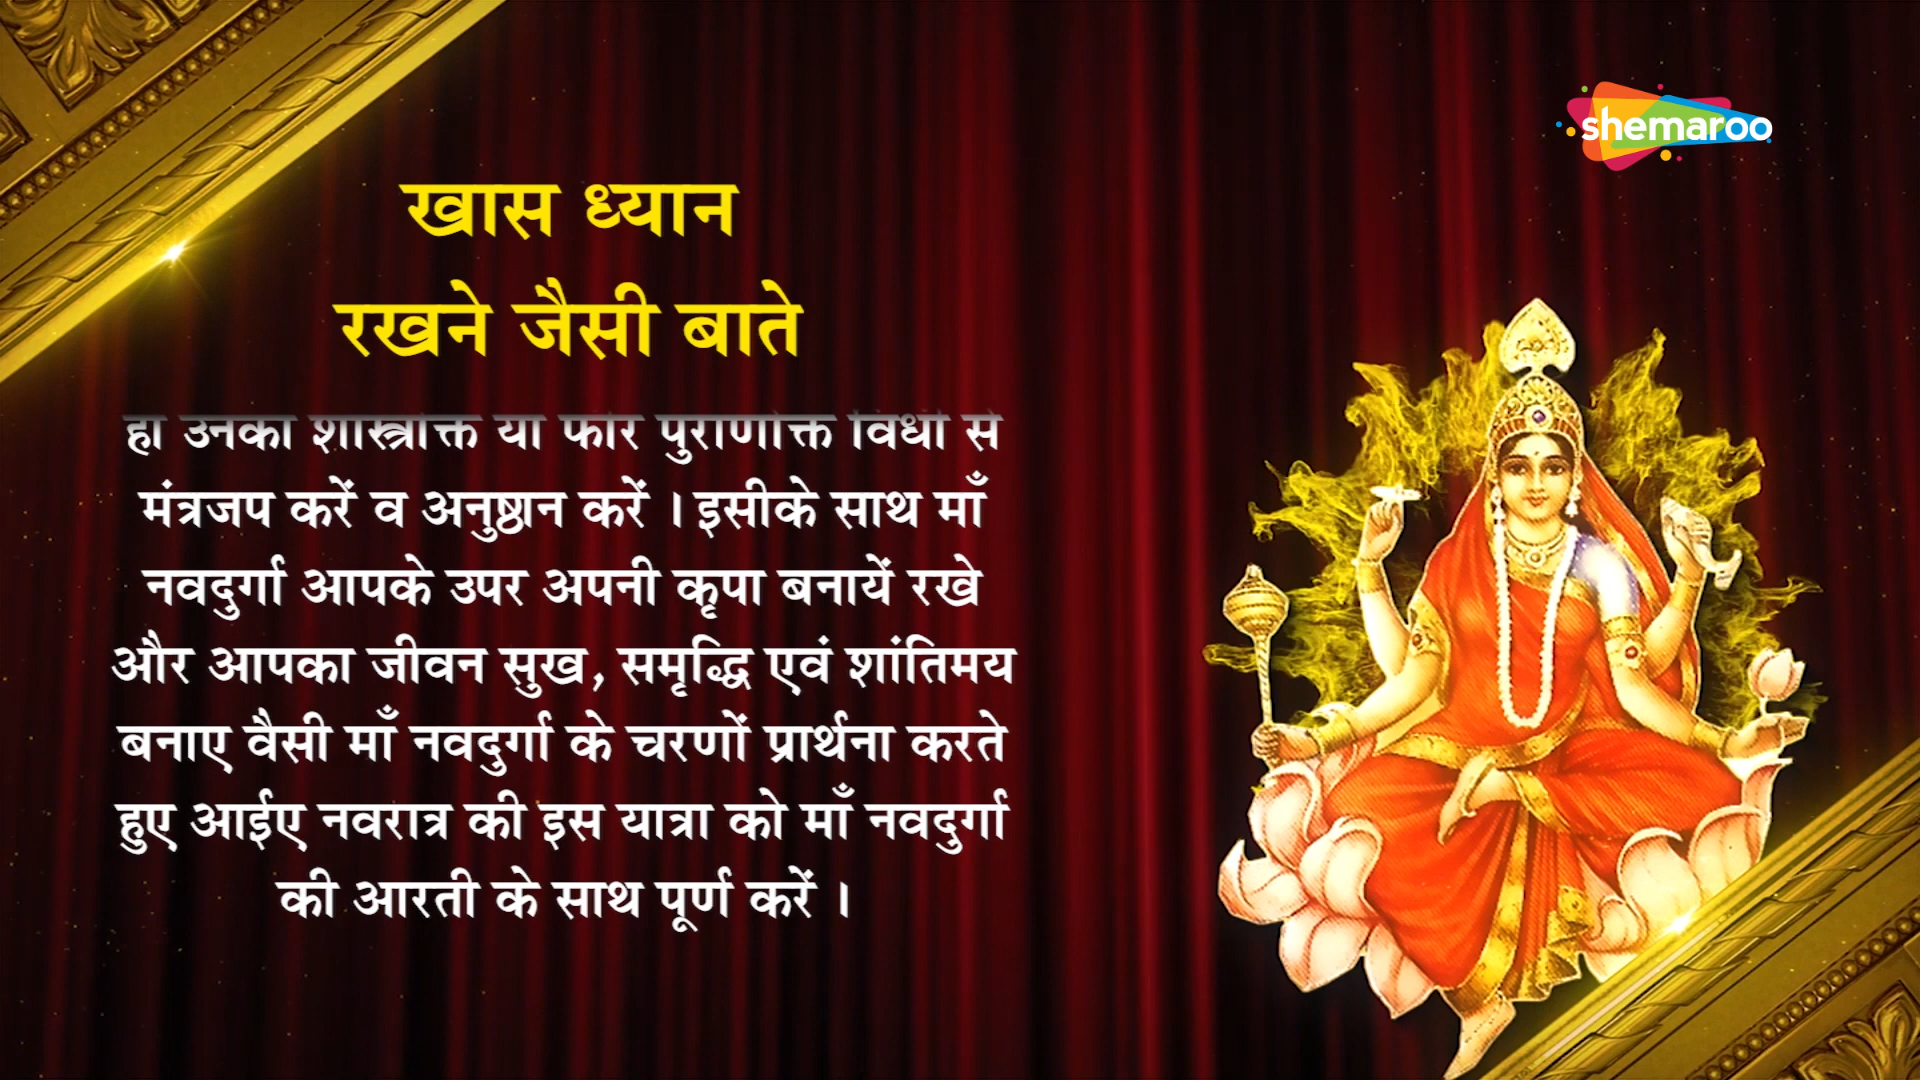 shemaroo
खास ध्यान
रखने जैसी बाते
शास्त्रोक्त या फीर पुराणोक्त विधी से
मंत्रजप करें व अनुष्ठान करें । इसीके साथ माँ
नवदुर्गा आपके उपर अपनी कृपा बनायें रखे
और आपका जीवन सुख, समृद्धि एवं शांतिमय
बनाए वैसी माँ नवदुर्गा के चरणों प्रार्थना करते
हुए आईए नवरात्र की इस यात्रा को माँ नवदुर्गा
की आरती के साथ पूर्ण करें ।